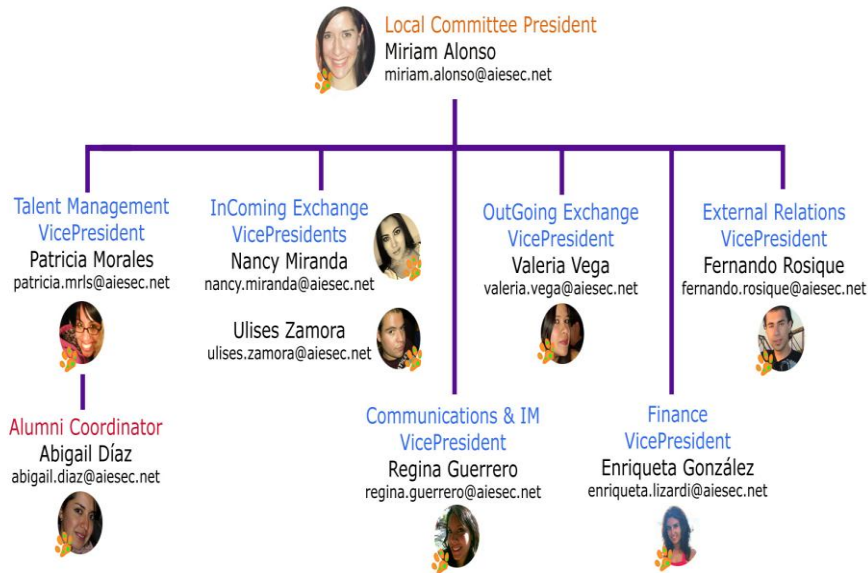 Local Committee President
Miriam Alonso
miriam.alonso@aiesec.net
Talent Management
VicePresident
Patricia Morales
patricia.mrls@aiesec.net
InComing Exchange
VicePresidents
Nancy Miranda
nancy.miranda@aiesec.net
Ulises Zamora
ulises.zamora@aiesec.net
OutGoing Exchange
VicePresident
Valeria Vega
valeria.vega@aiesec.net
External Relations
VicePresident
Fernando Rosique
fernando.rosique@aiesec.net
Alumni Coordinator
Abigail Díaz
abigail.diaz@aiesec.net
Communications & IM
VicePresident
Regina Guerrero
regina.guerrero@aiesec.net
Finance
VicePresident
Enriqueta González
enriqueta.lizardi@aiesec.net